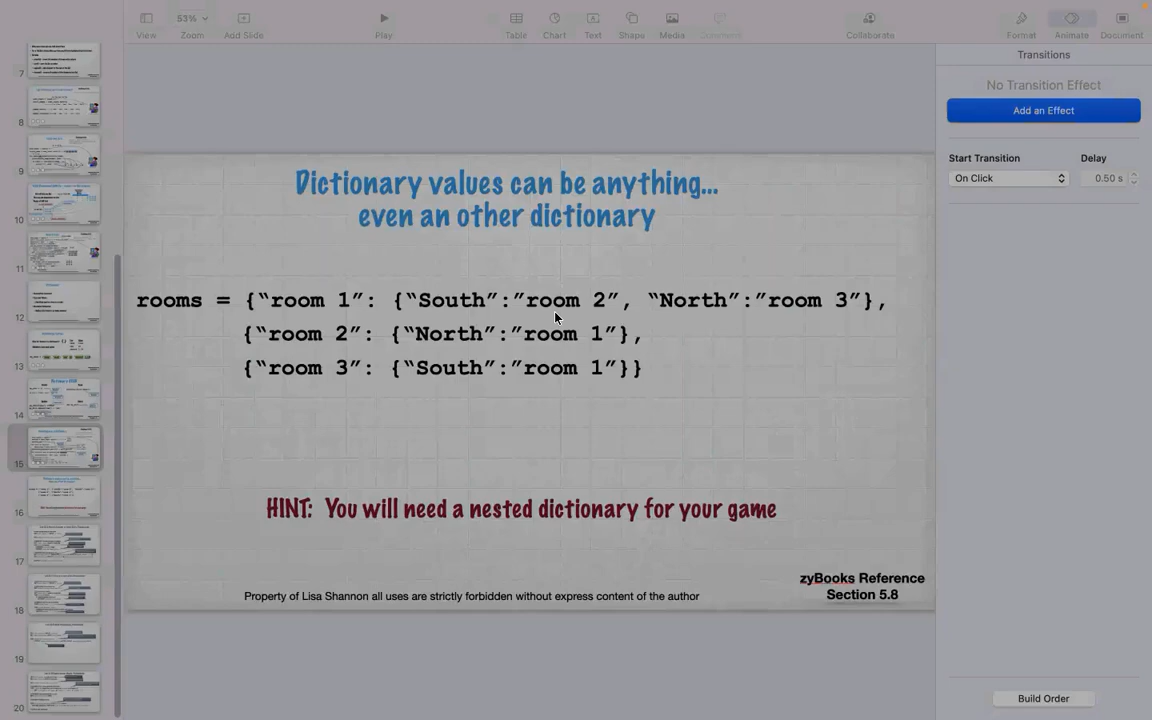 53%
View
Zoom
Add Slide
Play
Table
Chart
Text
Shape
Media
Comment
Collaborate
Format
Animate
Document
Transitions
No Transition Effect
Add an Effect
Start Transition
Delay
On Click
0.50 s
7
8
9
10
11
12
13
14
15
16
17
18
19
20
Dictionary values can be anything...
even an other dictionary
rooms = {“room 1”: {“South”:”room 2”, “North”:”room 3”},
{“room 2”: {“North”:”room 1”},
{“room 3”: {“South”:”room 1”}}
HINT: You will need a nested dictionary for your game
zyBooks Reference
Section 5.8
Property of Lisa Shannon all uses are strictly forbidden without express content of the author
Build Order